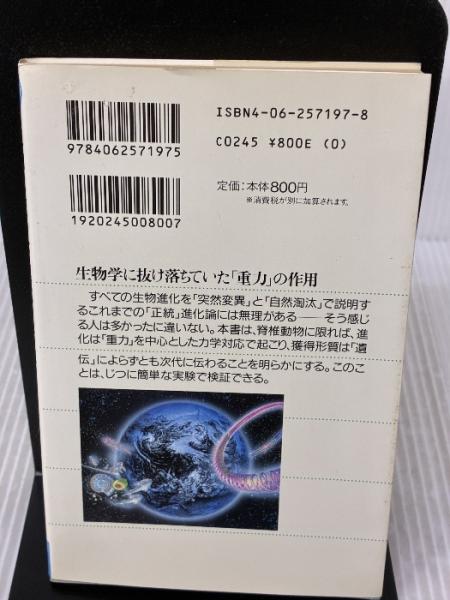 ISBN4-06-257197-8
9784062571975
C0245 ¥800E (0)
定価:本体800円
※消費税が別に加算されます。
1920245008007
生物学に抜け落ちていた「重力」の作用
すべての生物進化を「突然変異」と「自然淘汰」で説明す
るこれまでの「正統」進化論には無理がある――そう感じ
る人は多かったに違いない。本書は、脊椎動物に限れば、進
化は「重力」を中心とした力学対応で起こり、獲得形質は「遺
伝」によらずとも次代に伝わることを明らかにする。このこ
とは、じつに簡単な実験で検証できる。